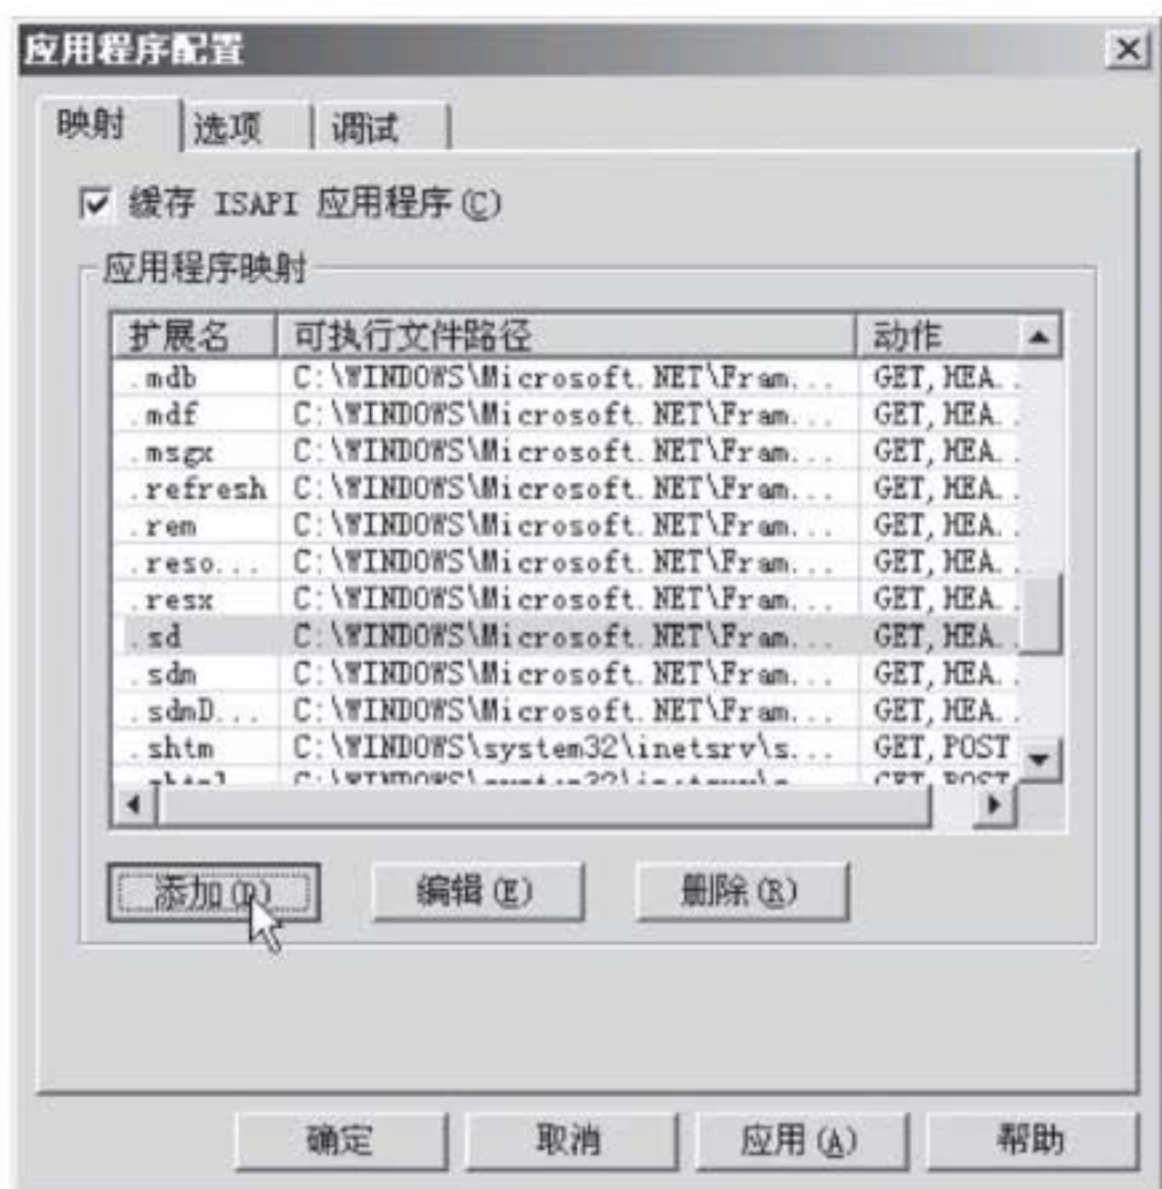 应用程序配置
映射 选项 调试
缓存 ISAPI 应用程序(C)
应用程序映射
扩展名 可执行文件路径 动作
.mdb C:\WINDOWS\Microsoft.NET\Fram... GET,HEA..
.mdf C:\WINDOWS\Microsoft.NET\Fram... GET,HEA..
.msgx C:\WINDOWS\Microsoft.NET\Fram... GET,HEA..
.refresh C:\WINDOWS\Microsoft.NET\Fram... GET,HEA..
.rem C:\WINDOWS\Microsoft.NET\Fram... GET,HEA..
.reso... C:\WINDOWS\Microsoft.NET\Fram... GET,HEA..
.resx C:\WINDOWS\Microsoft.NET\Fram... GET,HEA..
.sd C:\WINDOWS\Microsoft.NET\Fram... GET,HEA..
.sdm C:\WINDOWS\Microsoft.NET\Fram... GET,HEA..
.sdmD... C:\WINDOWS\Microsoft.NET\Fram... GET,HEA..
.shtm C:\WINDOWS\system32\inetsrv\s... GET,POST
.shtml C:\WINDOWS\system32\inetsrv\s... GET,POST
添加(D) 编辑(E) 删除(R)
确定 取消 应用(A) 帮助